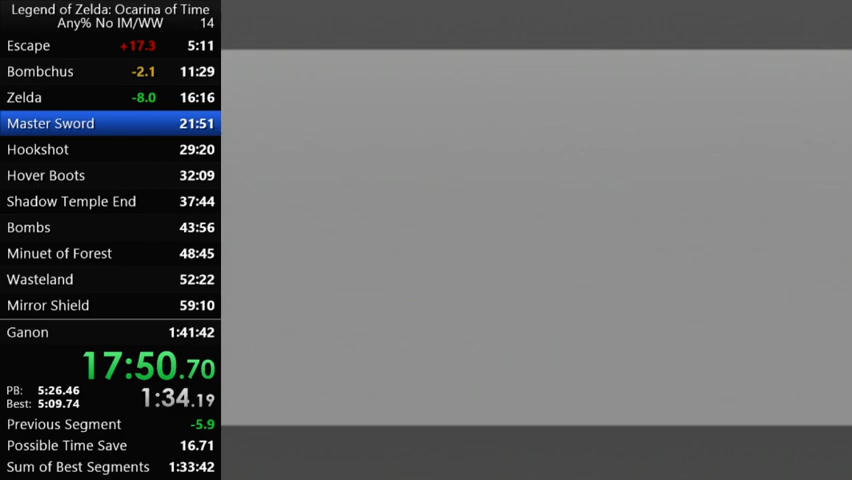 Legend of Zelda: Ocarina of Time
Any% No IM/WW 14
Escape +17.3 5:11
Bombchus -2.1 11:29
Zelda -8.0 16:16
Master Sword 21:51
Hookshot 29:20
Hover Boots 32:09
Shadow Temple End 37:44
Bombs 43:56
Minuet of Forest 48:45
Wasteland 52:22
Mirror Shield 59:10
Ganon 1:41:42
17:50.70
PB: 5:26.46
Best: 5:09.74
1:34.19
Previous Segment -5.9
Possible Time Save 16.71
Sum of Best Segments 1:33:42